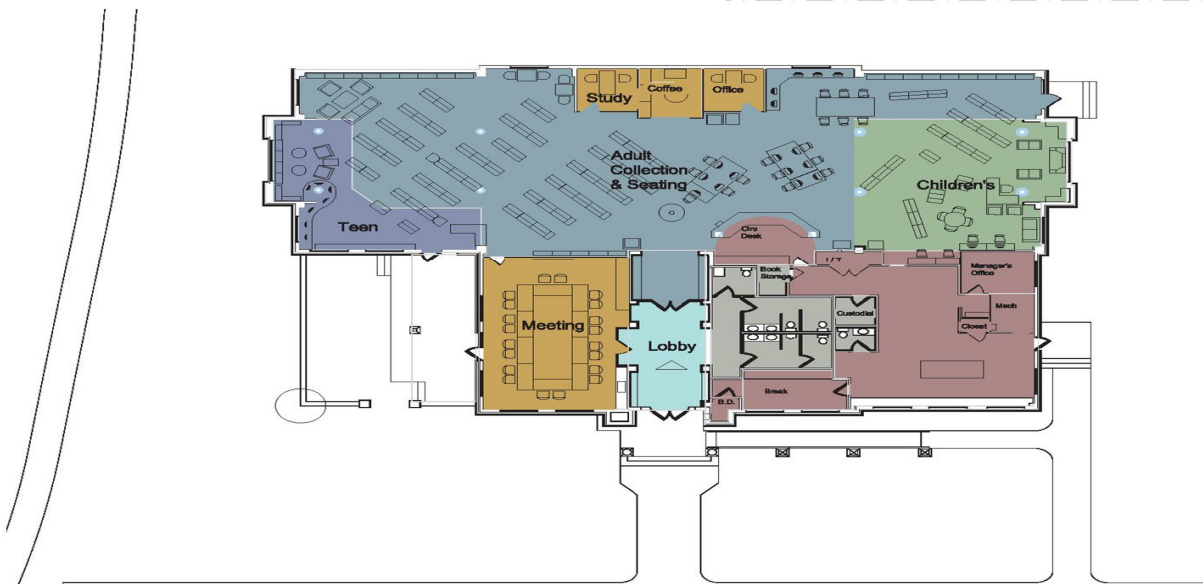 Study
Coffee
Office
Adult
Collection
& Seating
Children's
Teen
Circ
Desk
I / T
Book
Storage
Manager's
Office
Mech
Custodial
Closet
Meeting
Lobby
Break
B.D.